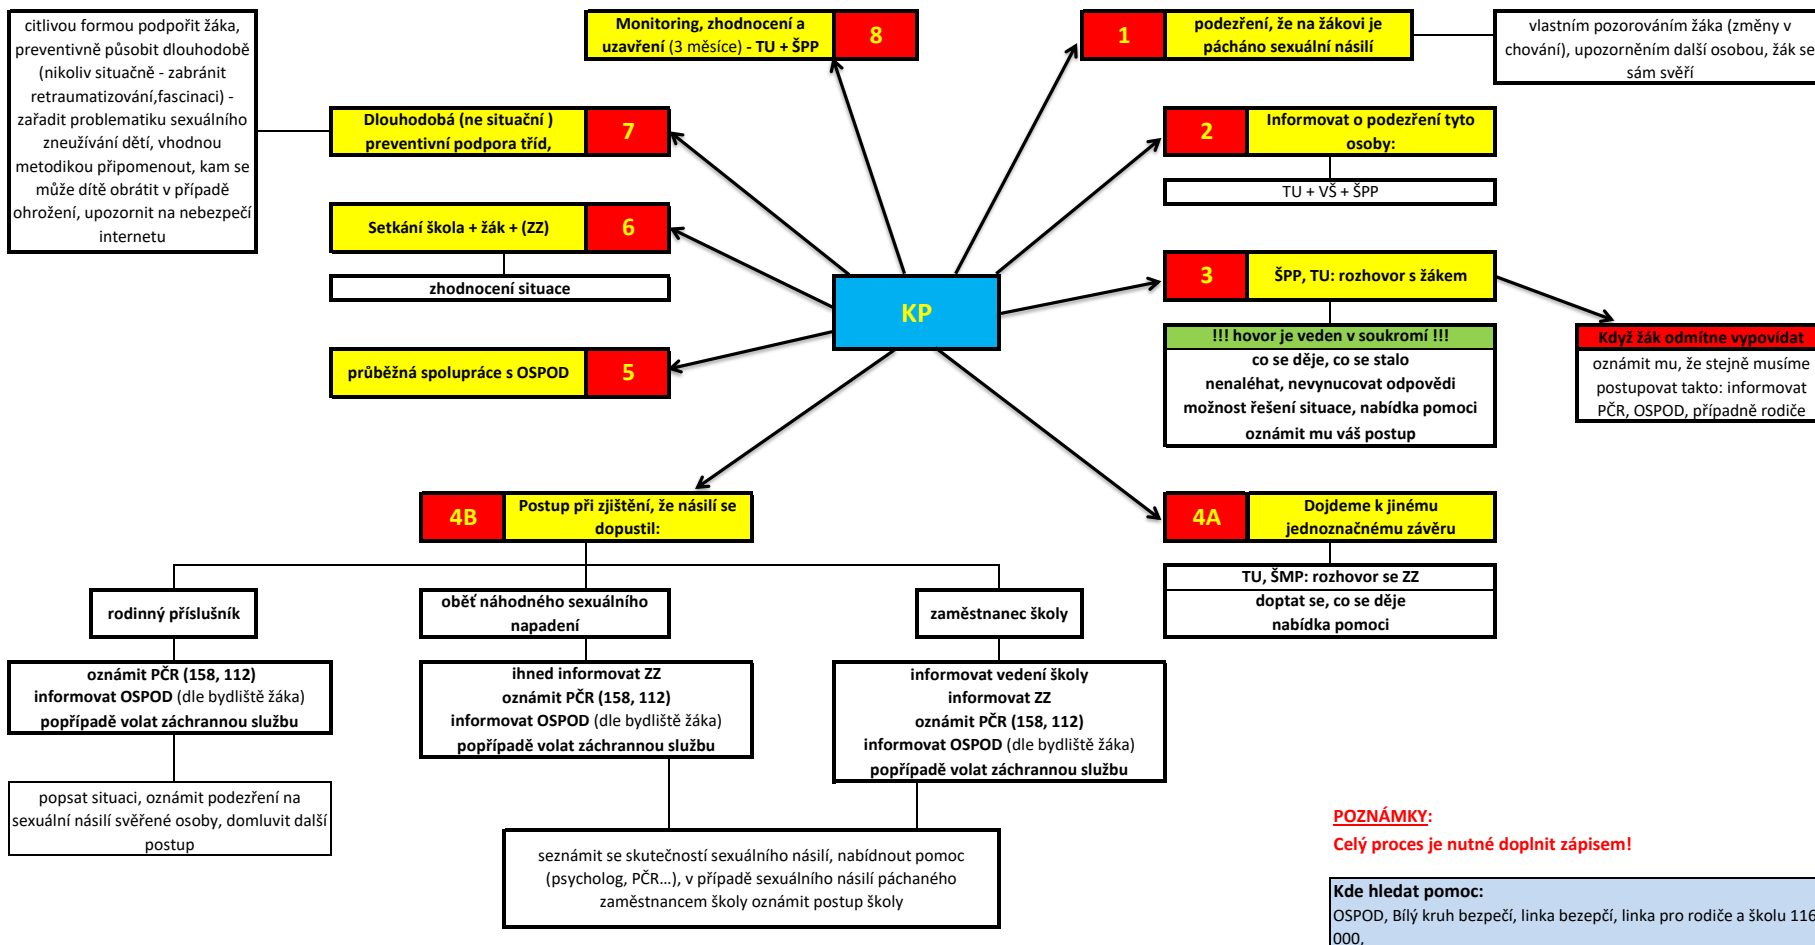 citlivou formou podpořit žáka,
preventivně působit dlouhodobě
(nikoliv situačně - zabránit
retraumatizování,fascinaci) -
zařadit problematiku sexuálního
zneužívání dětí, vhodnou
metodikou připomenout, kam se
může dítě obrátit v případě
ohrožení, upozornit na nebezpečí
internetu
Monitoring, zhodnocení a
uzavření (3 měsíce) - TU + ŠPP
8
1
podezření, že na žákovi je
pácháno sexuální násilí
vlastním pozorováním žáka (změny v
chování), upozorněním další osobou, žák se
sám svěří
Dlouhodobá (ne situační )
preventivní podpora tříd,
7
2
Informovat o podezření tyto
osoby:
TU + VŠ + ŠPP
Setkání škola + žák + (ZZ)
6
zhodnocení situace
KP
3
ŠPP, TU: rozhovor s žákem
!!! hovor je veden v soukromí !!!
co se děje, co se stalo
nenaléhat, nevynucovat odpovědi
možnost řešení situace, nabídka pomoci
oznámit mu váš postup
Když žák odmítne vypovídat
oznámit mu, že stejně musíme
postupovat takto: informovat
PČR, OSPOD, případně rodiče
průběžná spolupráce s OSPOD
5
4B
Postup při zjištění, že násilí se
dopustil:
4A
Dojdeme k jinému
jednoznačnému závěru
TU, ŠMP: rozhovor se ZZ
doptat se, co se děje
nabídka pomoci
rodinný příslušník
oběť náhodného sexuálního
napadení
zaměstnanec školy
oznámit PČR (158, 112)
informovat OSPOD (dle bydliště žáka)
popřípadě volat záchrannou službu
ihned informovat ZZ
oznámit PČR (158, 112)
informovat OSPOD (dle bydliště žáka)
popřípadě volat záchrannou službu
informovat vedení školy
informovat ZZ
oznámit PČR (158, 112)
informovat OSPOD (dle bydliště žáka)
popřípadě volat záchrannou službu
popsat situaci, oznámit podezření na
sexuální násilí svěřené osoby, domluvit další
postup
seznámit se skutečností sexuálního násilí, nabídnout pomoc
(psycholog, PČR...), v případě sexuálního násilí páchaného
zaměstnancem školy oznámit postup školy
POZNÁMKY:
Celý proces je nutné doplnit zápisem!
Kde hledat pomoc:
OSPOD, Bílý kruh bezpečí, linka bezepčí, linka pro rodiče a školu 116
000,